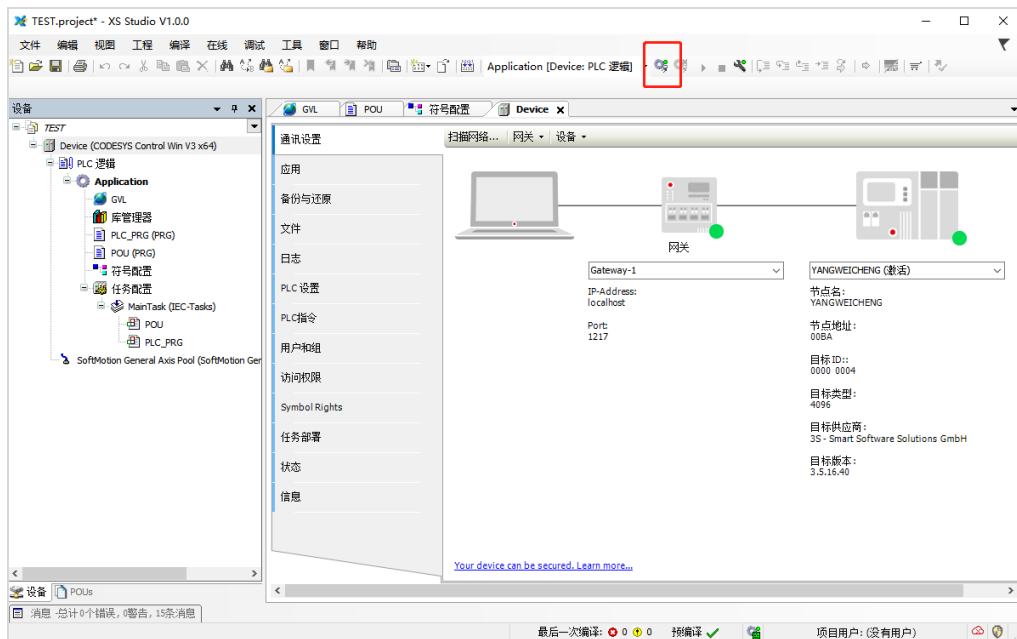 TEST.project* - XS Studio V1.0.0
文件 编辑 视图 工程 编译 在线 调试 工具 窗口 帮助
Application [Device: PLC 逻辑]
设备
TEST
Device (CODESYS Control Win V3 x64)
PLC 逻辑
Application
GVL
库管理器
PLC_PRG (PRG)
POU (PRG)
符号配置
任务配置
MainTask (IEC-Tasks)
POU
PLC_PRG
SoftMotion General Axis Pool (SoftMotion Ger
设备 POUs
GVL POU 符号配置 Device
通讯设置
应用
备份与还原
文件
日志
PLC 设置
PLC指令
用户和组
访问权限
Symbol Rights
任务部署
状态
信息
扫描网络... 网关 设备
网关
Gateway-1
IP-Address:
localhost
Port:
1217
YANGWEICHENG (激活)
节点名:
YANGWEICHENG
节点地址:
00BA
目标ID::
0000 0004
目标类型:
4096
目标供应商:
3S - Smart Software Solutions GmbH
目标版本:
3.5.16.40
Your device can be secured. Learn more...
消息 -总计0个错误, 0警告, 15条消息
最后一次编译: 0 0 预编译 项目用户: (没有用户)